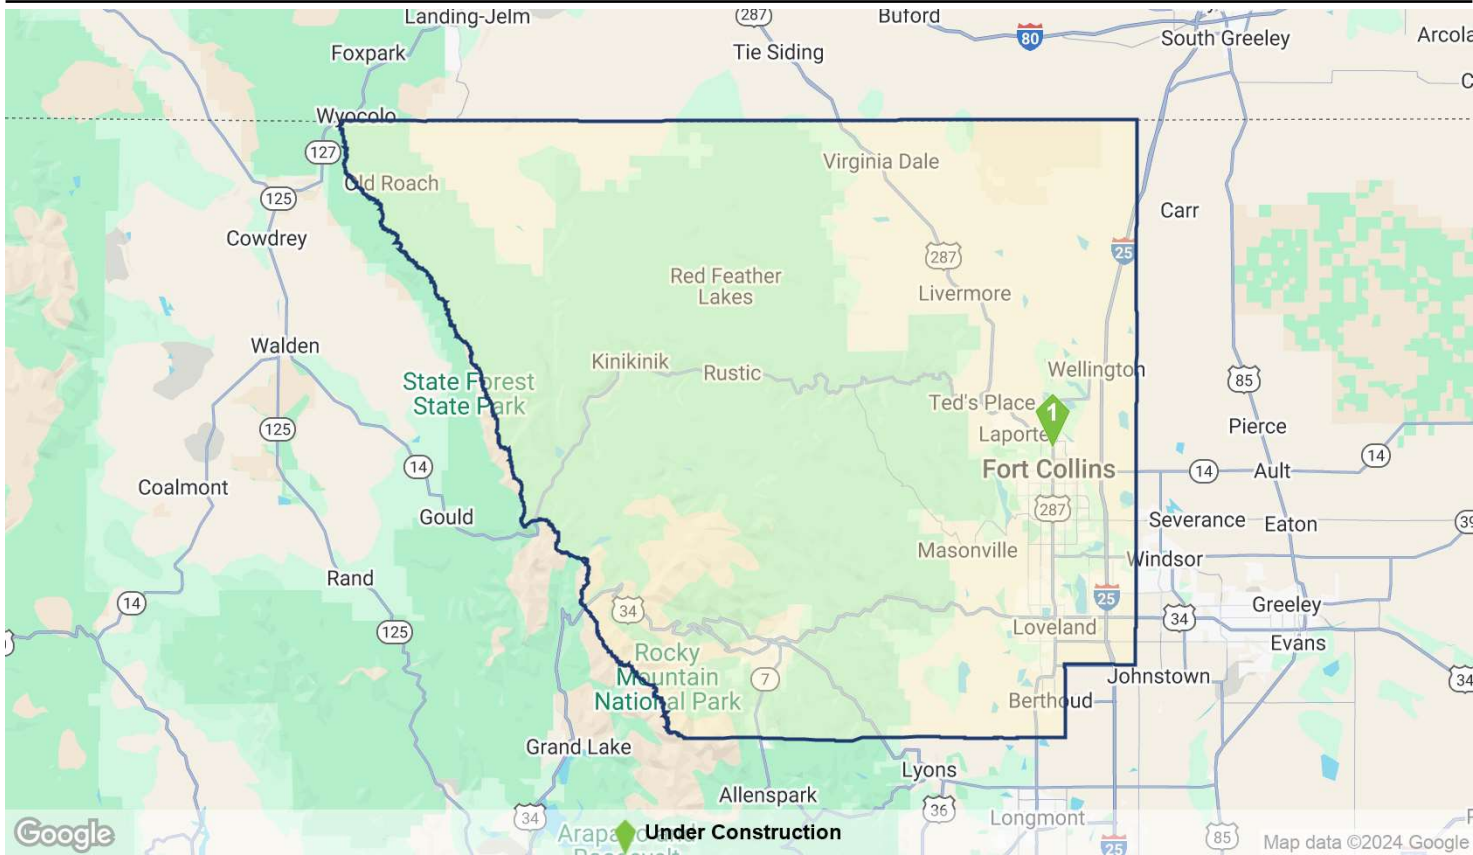 Landing-Jelm
287
Buford
80
South Greeley
Arcola
Foxpark
Tie Siding
Wyocolo
127
Old Roach
Virginia Dale
125
Carr
Cowdrey
287
25
Red Feather
Lakes
Livermore
Walden
Kinikinik
Rustic
Wellington
85
State Forest
State Park
Ted's Place
1
Pierce
125
Laporte
14
Fort Collins
14
Ault
14
Coalmont
287
Gould
Severance
Eaton
Masonville
Windsor
Rand
14
34
25
Greeley
125
Loveland
34
Evans
Rocky
Mountain
National Park
7
Johnstown
34
Berthoud
Grand Lake
Lyons
Allenspark
36
34
Longmont
85
25
Google
Under Construction
Map data ©2024 Google